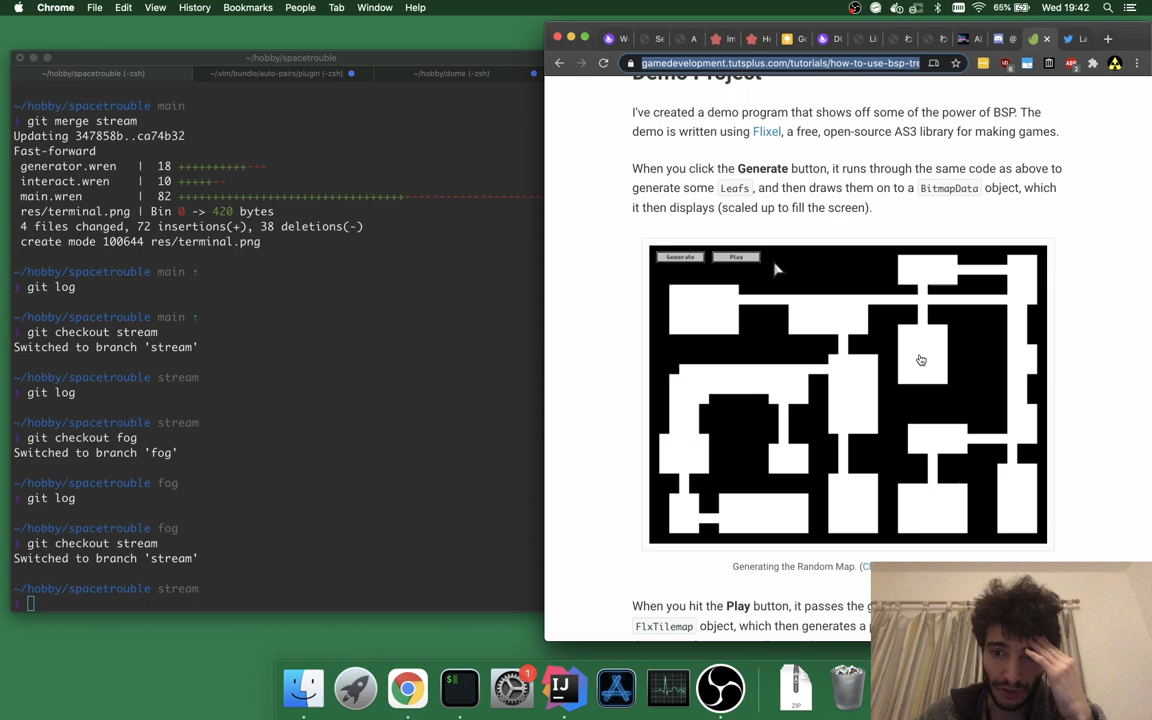 Chrome File Edit View History Bookmarks People Tab Window Help
65% Wed 19:42
~/hobby/spacetrouble
~/hobby/spacetrouble (-zsh)
~/.vim/bundle/auto-pairs/plugin (-zsh)
~/hobby/dome (-zsh)
~/hobby/spacetrouble main
❯ git merge stream
Updating 347858b..ca74b32
Fast-forward
generator.wren | 18 ++++++++++---
interact.wren | 10 +++++--
main.wren | 82
res/terminal.png | Bin 0 -> 420 bytes
4 files changed, 72 insertions(+), 38 deletions(-)
create mode 100644 res/terminal.png
~/hobby/spacetrouble main ↑
❯ git log
~/hobby/spacetrouble main ↑
❯ git checkout stream
Switched to branch 'stream'
~/hobby/spacetrouble stream
❯ git log
~/hobby/spacetrouble stream
❯ git checkout fog
Switched to branch 'fog'
~/hobby/spacetrouble fog
❯ git log
~/hobby/spacetrouble fog
❯ git checkout stream
Switched to branch 'stream'
~/hobby/spacetrouble stream
❯
gamedevelopment.tutsplus.com/tutorials/how-to-use-bsp-tre
Demo Project
I've created a demo program that shows off some of the power of BSP. The
demo is written using Flixel, a free, open-source AS3 library for making games.
When you click the Generate button, it runs through the same code as above to
generate some Leafs, and then draws them on to a BitmapData object, which
it then displays (scaled up to fill the screen).
Generate Play
Generating the Random Map. (
When you hit the Play button, it passes the
FlxTilemap object, which then generates a